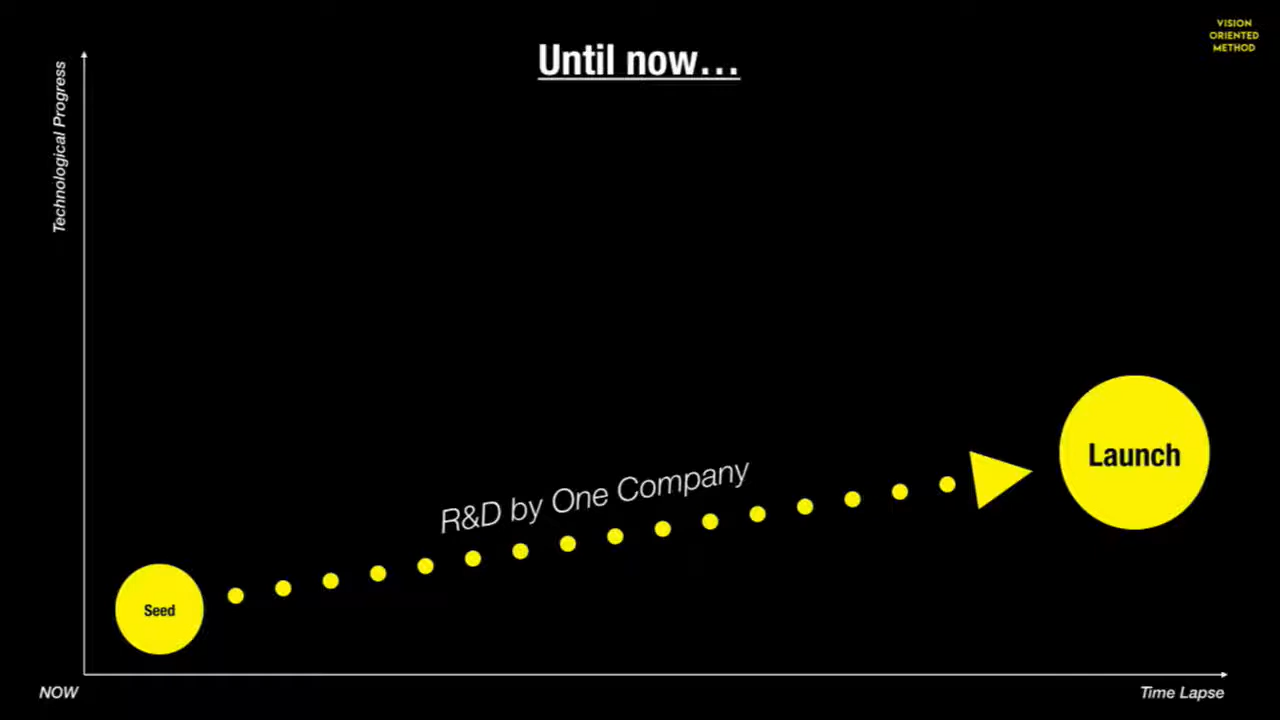 VISION
ORIENTED
METHOD
Until now…
Technological Progress
R&D by One Company
Launch
Seed
NOW
Time Lapse